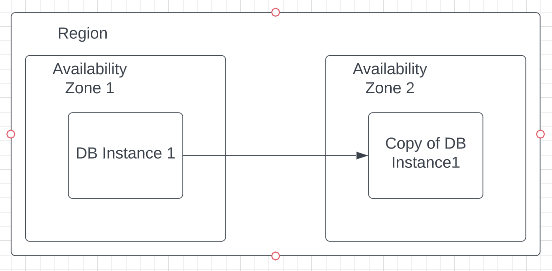 Region
Availability
Zone 1
Availability
Zone 2
DB Instance 1
Copy of DB
Instance1